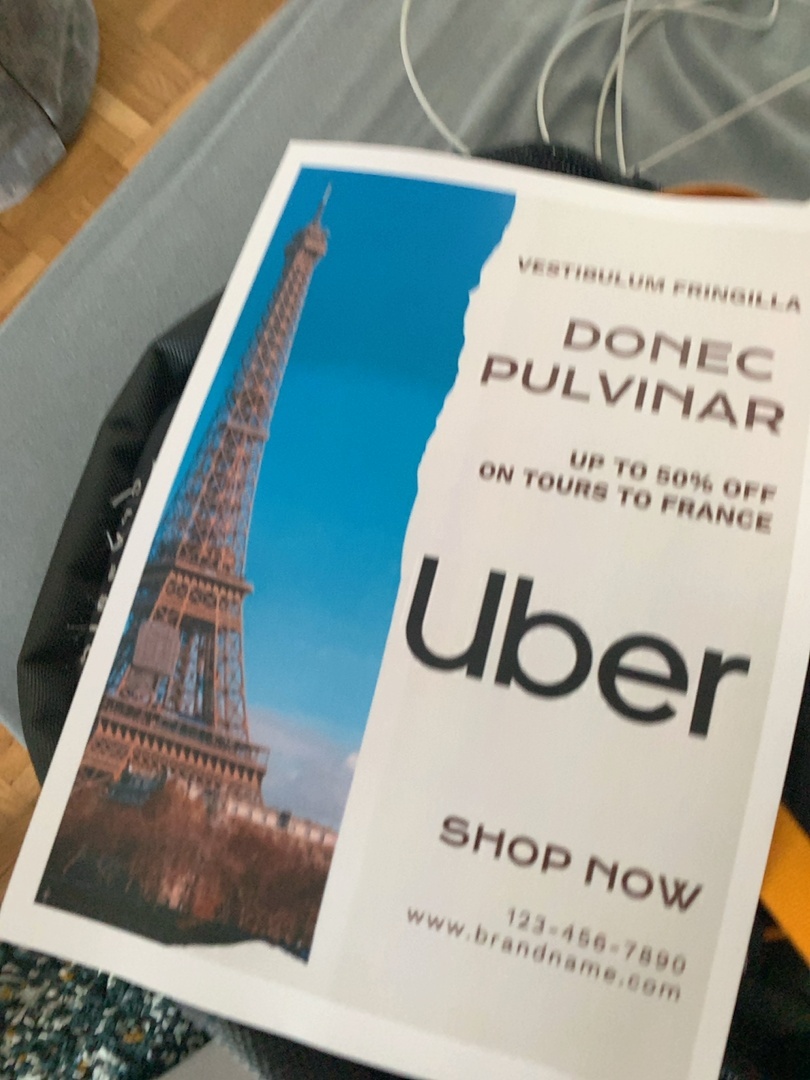 VESTIBULUM FRINGILLA
DONEC
PULVINAR
UP TO 50% OFF
ON TOURS TO FRANCE
Uber
SHOP NOW
123-456-7890
www.brandname.com